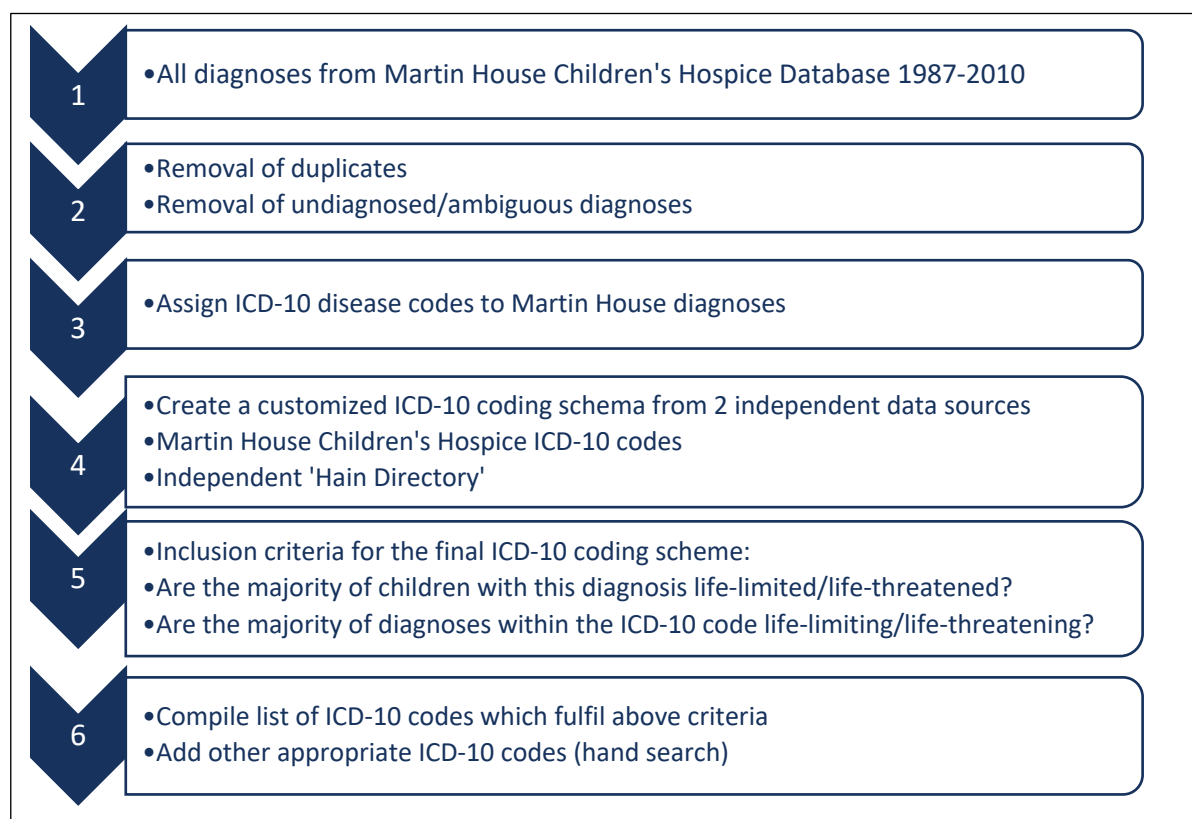 1
•All diagnoses from Martin House Children's Hospice Database 1987-2010
2
•Removal of duplicates
•Removal of undiagnosed/ambiguous diagnoses
3
•Assign ICD-10 disease codes to Martin House diagnoses
4
•Create a customized ICD-10 coding schema from 2 independent data sources
•Martin House Children's Hospice ICD-10 codes
•Independent 'Hain Directory'
5
•Inclusion criteria for the final ICD-10 coding scheme:
•Are the majority of children with this diagnosis life-limited/life-threatened?
•Are the majority of diagnoses within the ICD-10 code life-limiting/life-threatening?
6
•Compile list of ICD-10 codes which fulfil above criteria
•Add other appropriate ICD-10 codes (hand search)